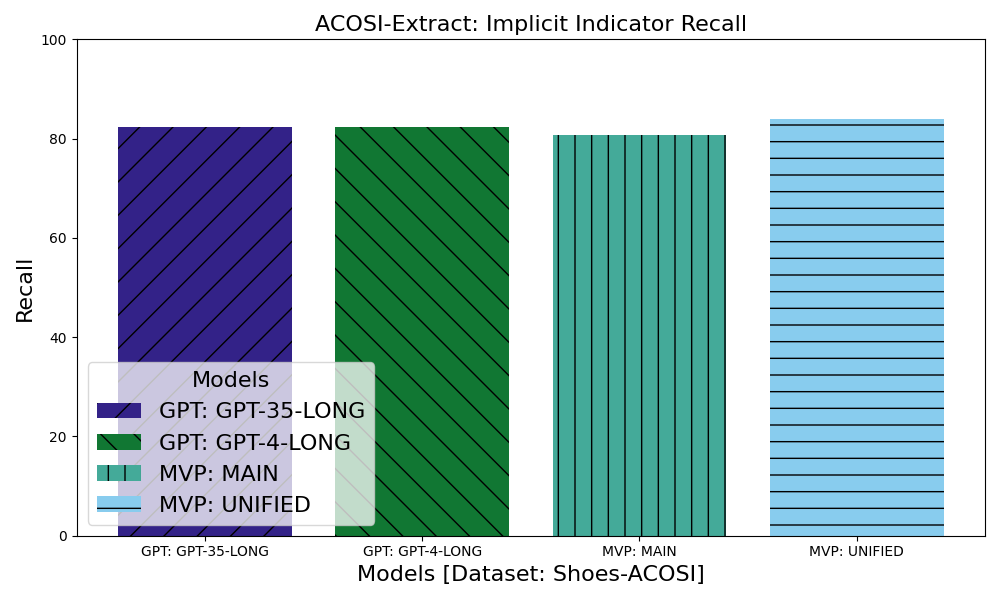 ACOSI-Extract: Implicit Indicator Recall
100
80
60
40
20
0
Recall
Models
GPT: GPT-35-LONG
GPT: GPT-4-LONG
MVP: MAIN
MVP: UNIFIED
GPT: GPT-35-LONG
GPT: GPT-4-LONG
MVP: MAIN
MVP: UNIFIED
Models [Dataset: Shoes-ACOSI]